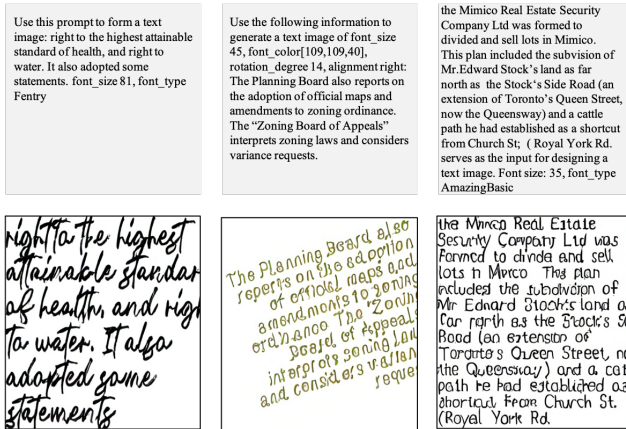 Use this prompt to form a text
image: right to the highest attainable
standard of health, and right to
water. It also adopted some
statements. font_size 81, font_type
Fentry
Use the following information to
generate a text image of font_size
45, font_color[109,109,40],
rotation_degree 14, alignment right:
The Planning Board also reports on
the adoption of official maps and
amendments to zoning ordinance.
The “Zoning Board of Appeals”
interprets zoning laws and considers
variance requests.
the Mimico Real Estate Security
Company Ltd was formed to
divided and sell lots in Mimico.
This plan included the subvision of
Mr.Edward Stock’s land as far
north as the Stock‘s Side Road (an
extension of Toronto’s Queen Street,
now the Queensway) and a cattle
path he had established as a shortcut
from Church St; ( Royal York Rd.
serves as the input for designing a
text image. Font size: 35, font_type
AmazingBasic
right to the highest
attainable standar
of health, and righ
to water. It also
adopted some
statements
The Planning Board also
reports on the adoption
of official maps and
amendments to zoning
ordinance The "Zonin
Board of Appeals
interprois zoning law
and considers varian
reque
the Mimico Real Estate
Security Company Ltd was
Formed to divide and sell
lots in Mimico This plan
included the subdivision of
Mr Ednard Stock's land a
far north as the Stock's S
Road (an extension of
Toronto s Queen Street, no
the Queensway) and a cat
path he had established as
shortcut From Church St.
(Royal York Rd.